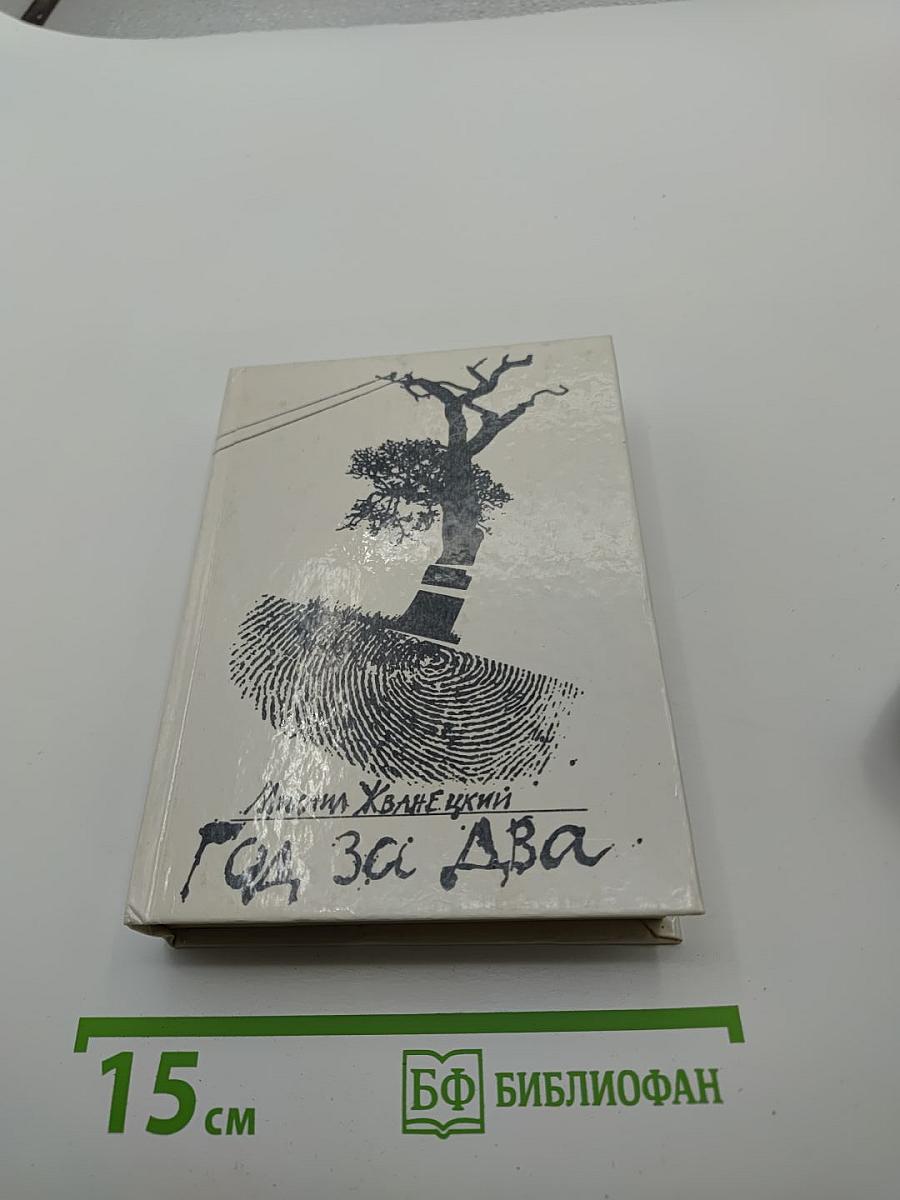 Михаил Жванецкий
Год за два
15 см
БФ БИБЛИОФАН